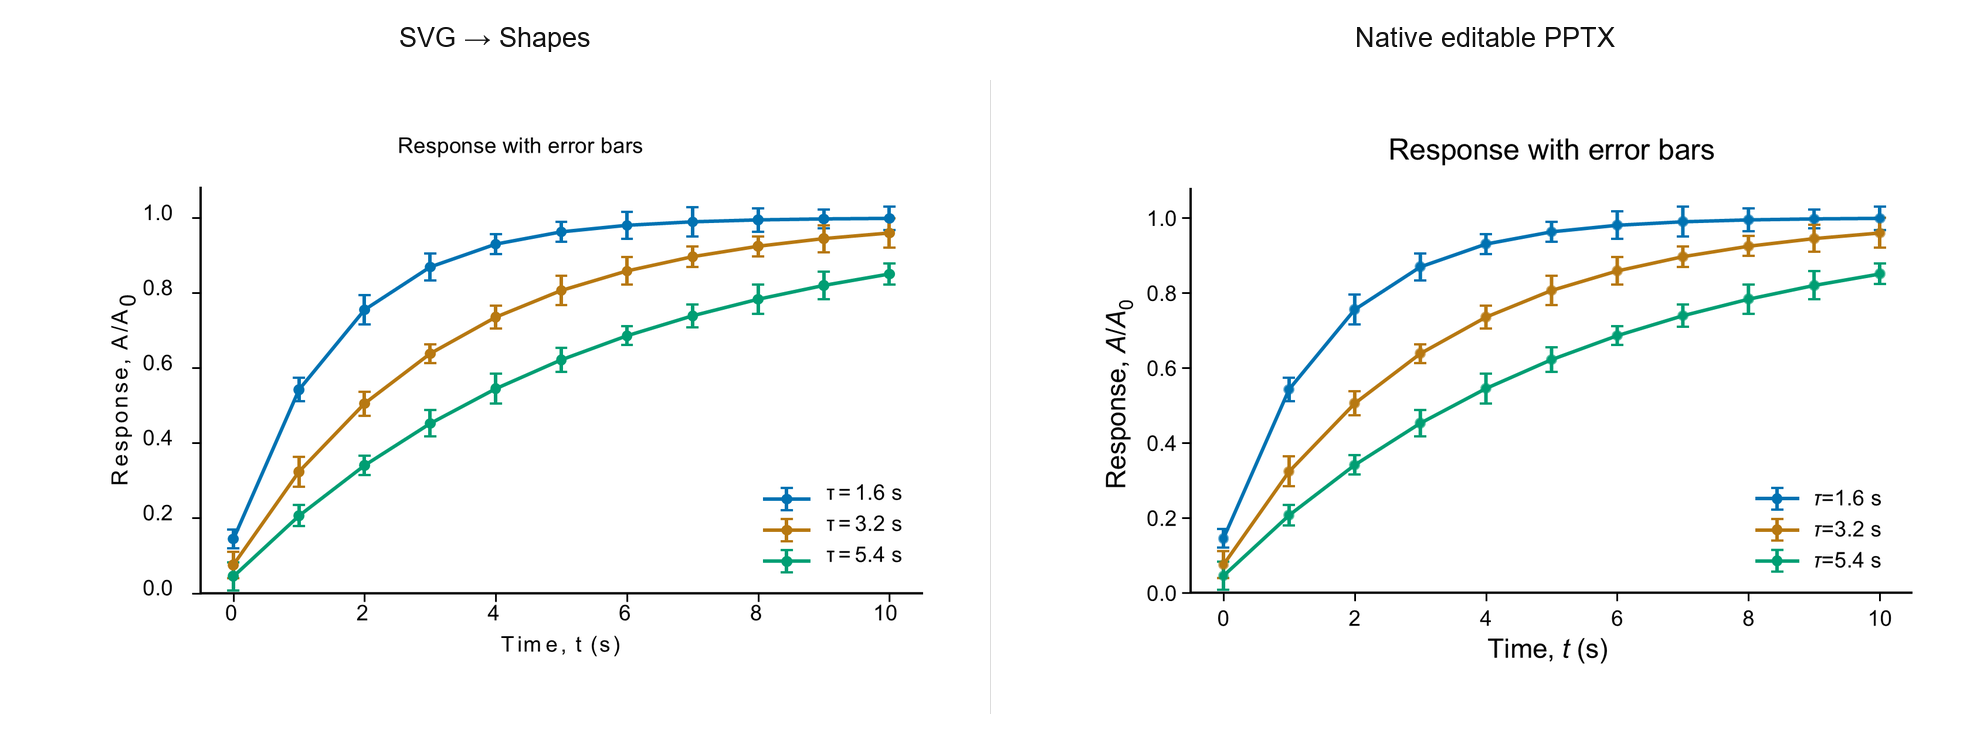 SVG → Shapes
Response with error bars
Response, A/A0
1.0
0.8
0.6
0.4
0.2
0.0
τ = 1.6 s
τ = 3.2 s
τ = 5.4 s
0 2 4 6 8 10
Time, t (s)
Native editable PPTX
Response with error bars
Response, A/A0
1.0
0.8
0.6
0.4
0.2
0.0
τ=1.6 s
τ=3.2 s
τ=5.4 s
0 2 4 6 8 10
Time, t (s)